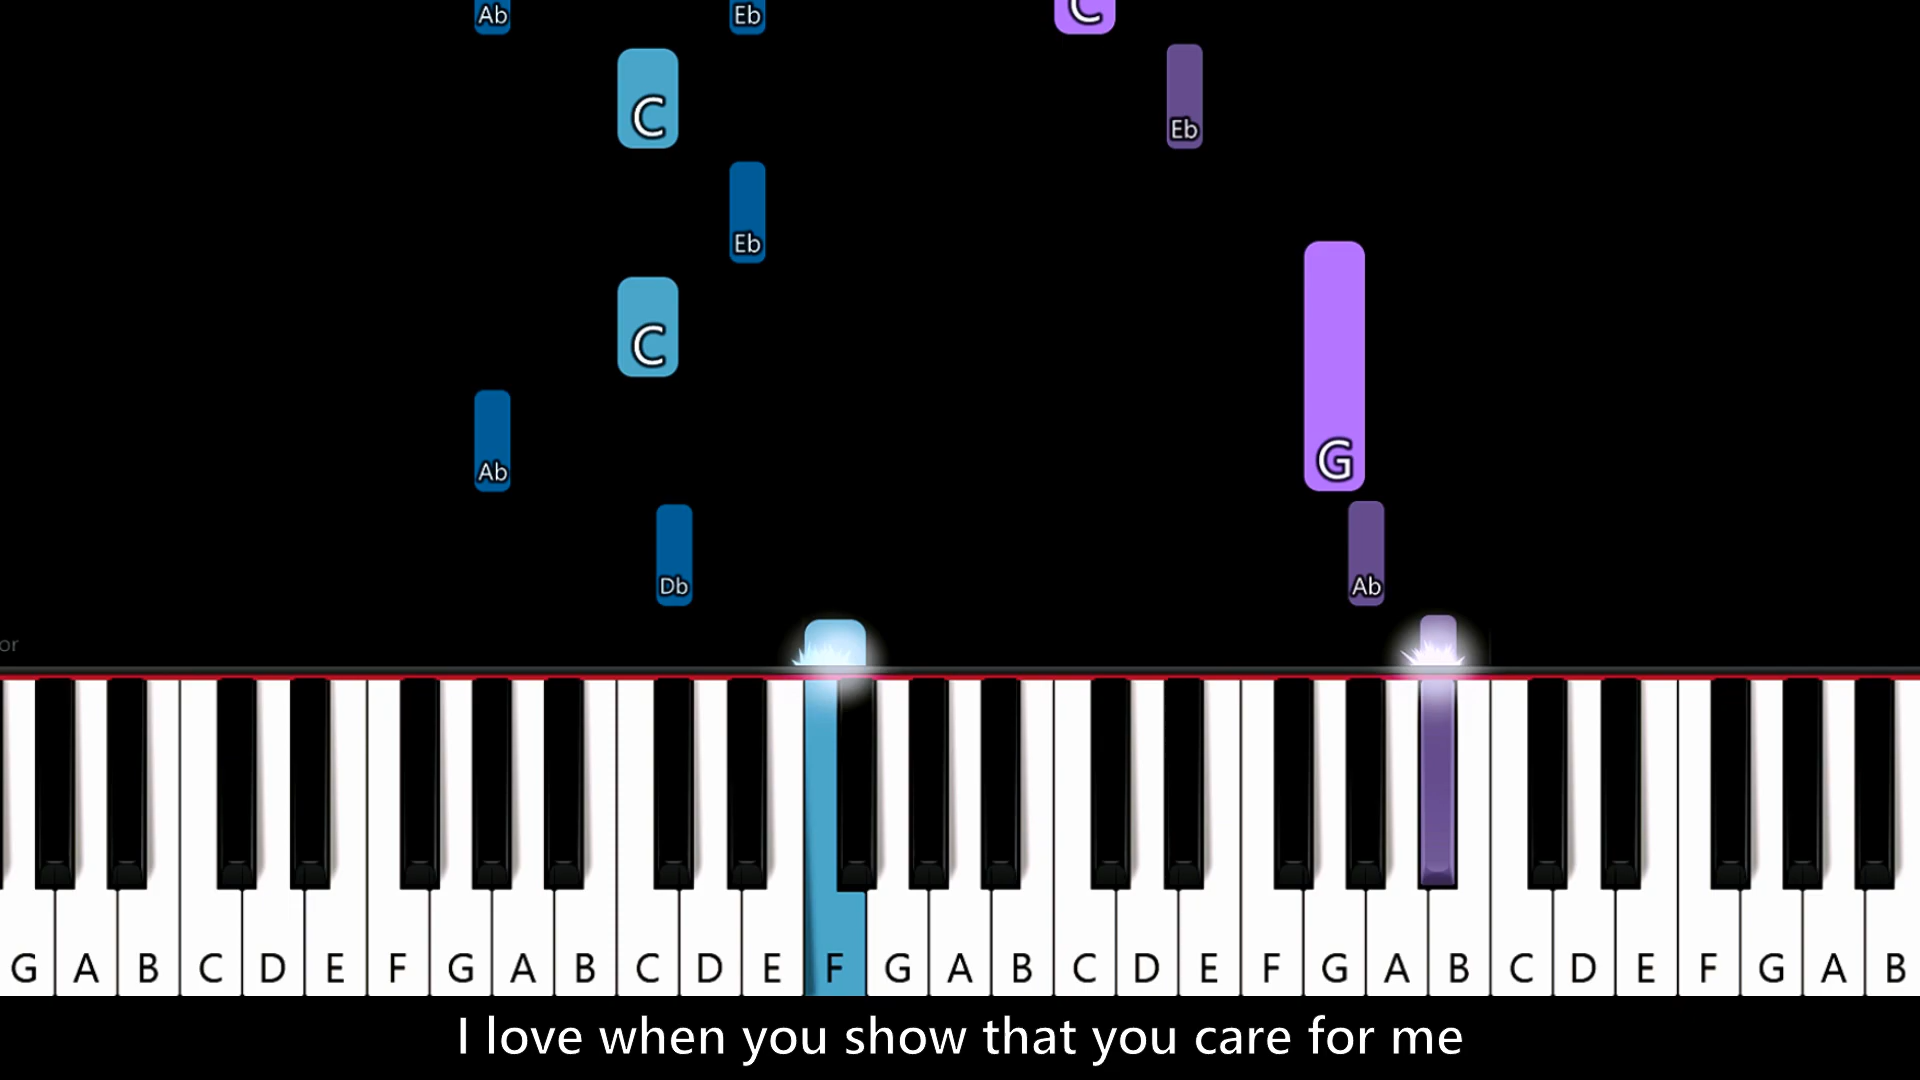 Ab Eb C
C Eb
Eb
C
Ab G
Db Ab
or
G A B C D E F G A B C D E F G A B C D E F G A B C D E F G A B
I love when you show that you care for me